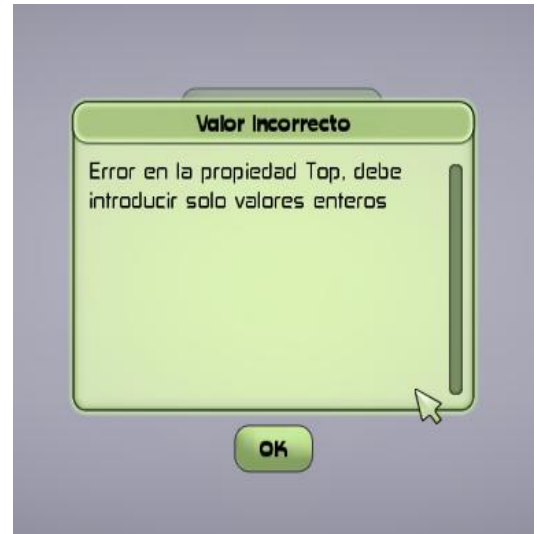 Valor Incorrecto
Error en la propiedad Top, debe
introducir solo valores enteros
OK